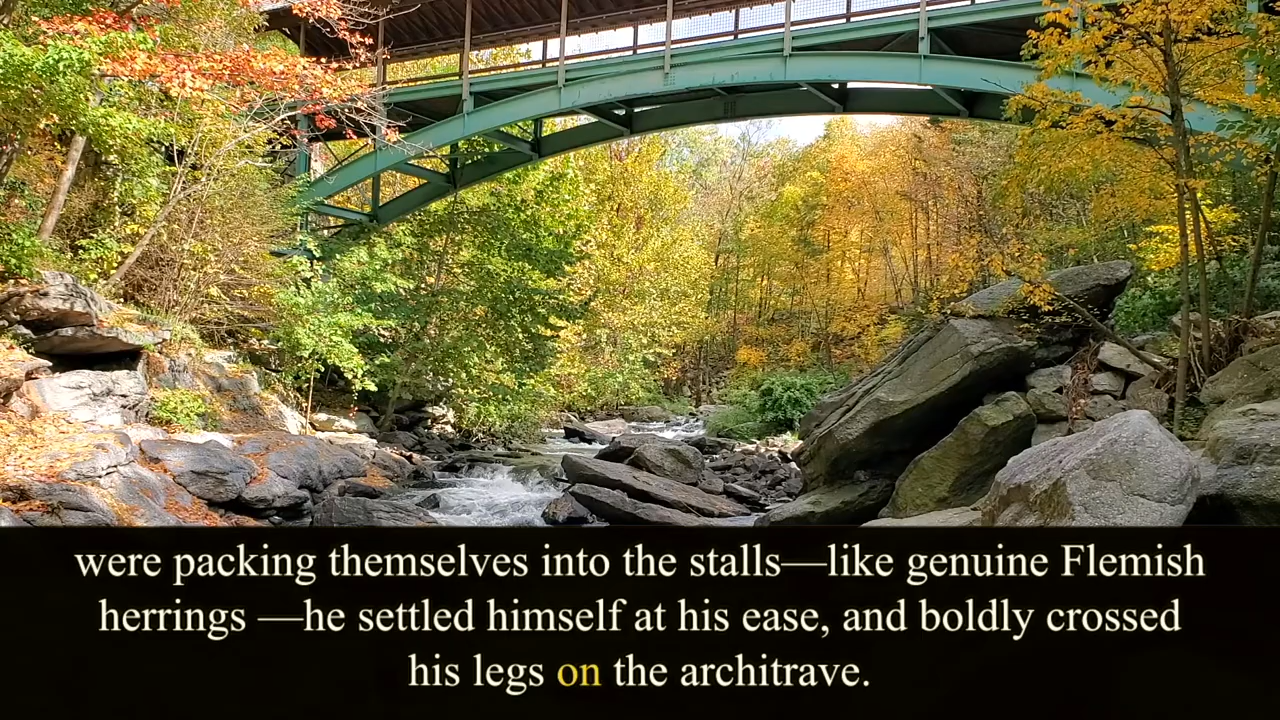 were packing themselves into the stalls—like genuine Flemish
herrings —he settled himself at his ease, and boldly crossed
his legs on the architrave.